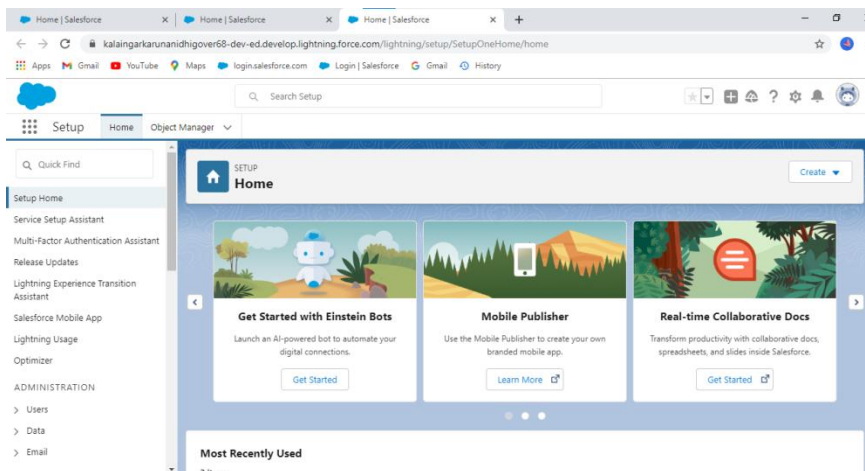 Home | Salesforce
Home | Salesforce
Home | Salesforce
kalaingarkarunanidhigover68-dev-ed.develop.lightning.force.com/lightning/setup/SetupOneHome/home
Apps Gmail YouTube Maps login.salesforce.com Login | Salesforce Gmail History
Search Setup
Setup Home Object Manager
Quick Find
Setup Home
Service Setup Assistant
Multi-Factor Authentication Assistant
Release Updates
Lightning Experience Transition
Assistant
Salesforce Mobile App
Lightning Usage
Optimizer
ADMINISTRATION
Users
Data
Email
SETUP
Home
Create
Get Started with Einstein Bots
Launch an AI-powered bot to automate your
digital connections.
Get Started
Mobile Publisher
Use the Mobile Publisher to create your own
branded mobile app.
Learn More
Real-time Collaborative Docs
Transform productivity with collaborative docs,
spreadsheets, and slides inside Salesforce.
Get Started
Most Recently Used